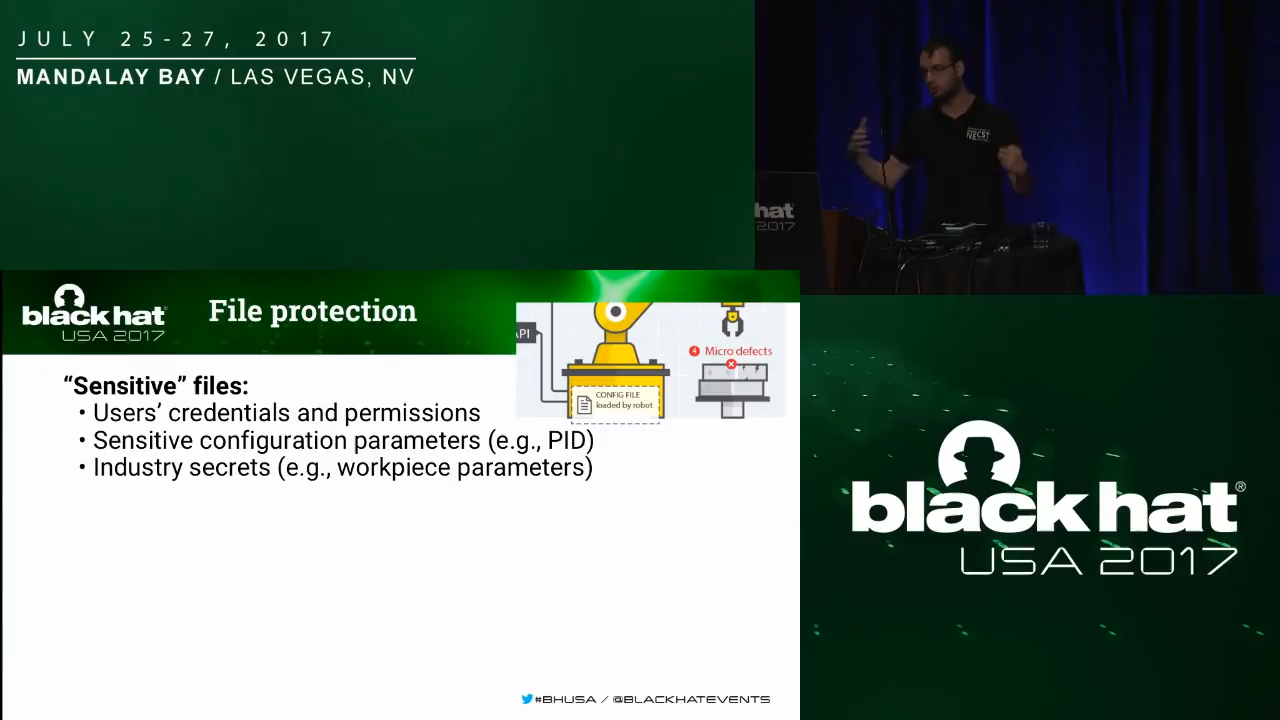 JULY 25-27, 2017
MANDALAY BAY / LAS VEGAS, NV
NECST
hat
2017
black hat
USA 2017
File protection
API
4 Micro defects
CONFIG FILE
loaded by robot
“Sensitive” files:
• Users’ credentials and permissions
• Sensitive configuration parameters (e.g., PID)
• Industry secrets (e.g., workpiece parameters)
#BHUSA / @BLACKHATEVENTS
black hat®
USA 2017